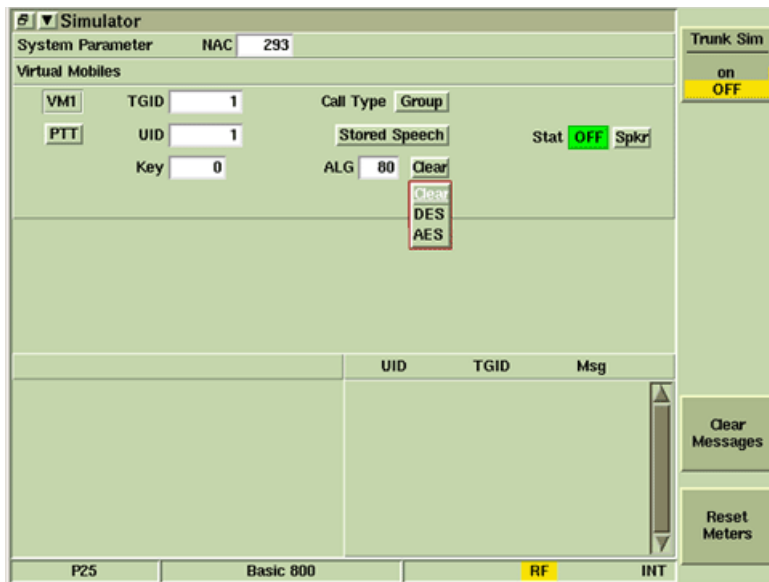 Simulator
System Parameter NAC 293
Virtual Mobiles
VM1 TGID 1 Call Type Group
PTT UID 1 Stored Speech Stat OFF Spkr
Key 0 ALG 80 Clear
Clear
DES
AES
UID TGID Msg
Trunk Sim
on
OFF
Clear
Messages
Reset
Meters
P25 Basic 800 RF INT